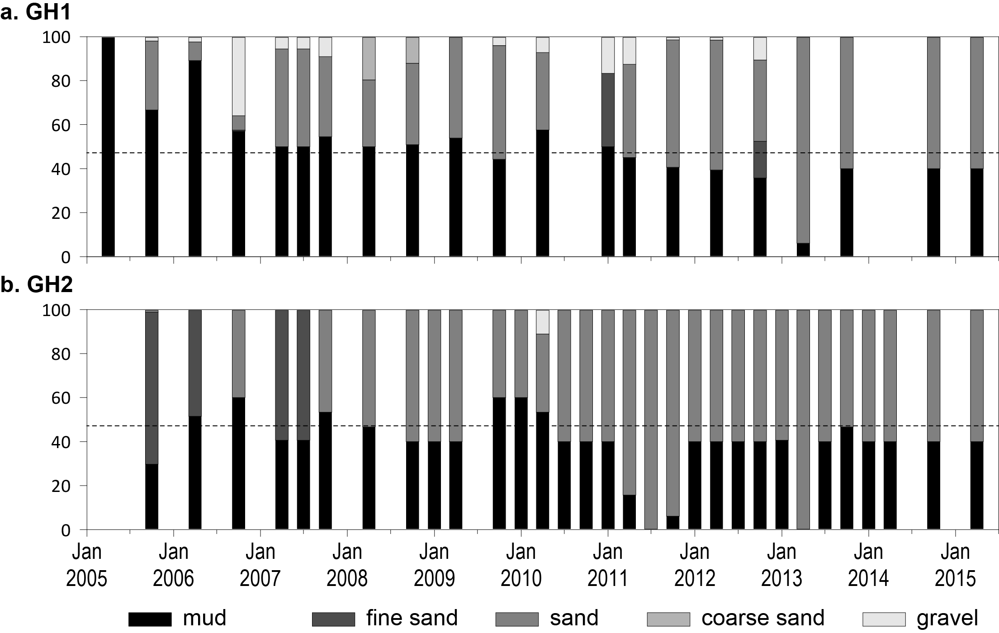 a. GH1
100
80
60
40
20
0
b. GH2
100
80
60
40
20
0
Jan Jan Jan Jan Jan Jan Jan Jan Jan Jan Jan
2005 2006 2007 2008 2009 2010 2011 2012 2013 2014 2015
mud fine sand sand coarse sand gravel